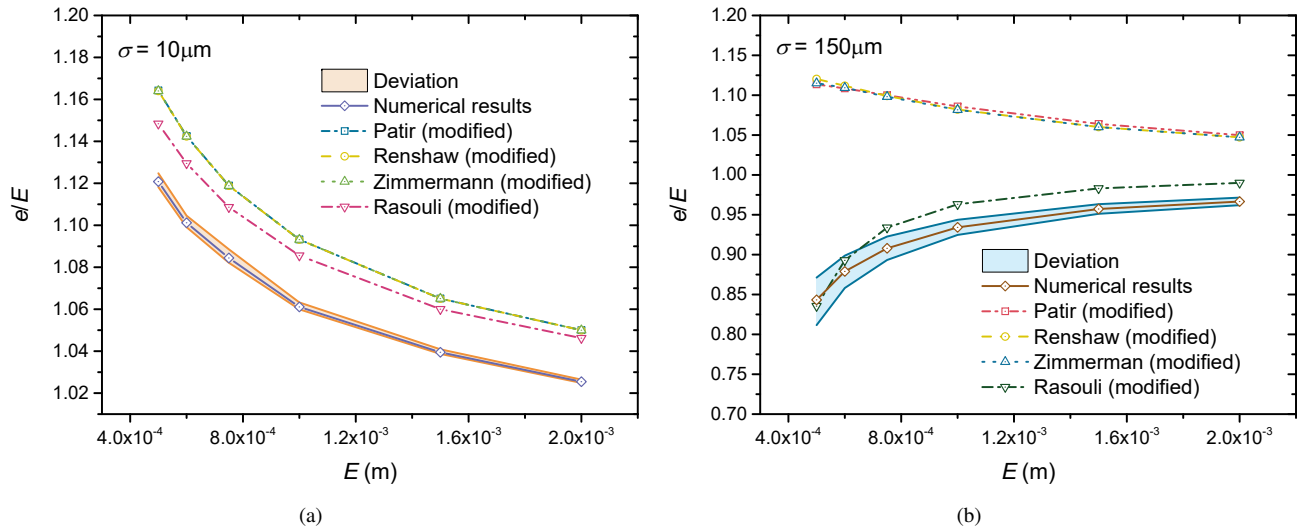 σ = 10μm
Deviation
Numerical results
Patir (modified)
Renshaw (modified)
Zimmermann (modified)
Rasouli (modified)
e/E
1.20
1.18
1.16
1.14
1.12
1.10
1.08
1.06
1.04
1.02
4.0x10⁻⁴ 8.0x10⁻⁴ 1.2x10⁻³ 1.6x10⁻³ 2.0x10⁻³
E (m)
(a)
σ = 150μm
Deviation
Numerical results
Patir (modified)
Renshaw (modified)
Zimmerman (modified)
Rasouli (modified)
e/E
1.20
1.15
1.10
1.05
1.00
0.95
0.90
0.85
0.80
0.75
0.70
4.0x10⁻⁴ 8.0x10⁻⁴ 1.2x10⁻³ 1.6x10⁻³ 2.0x10⁻³
E (m)
(b)